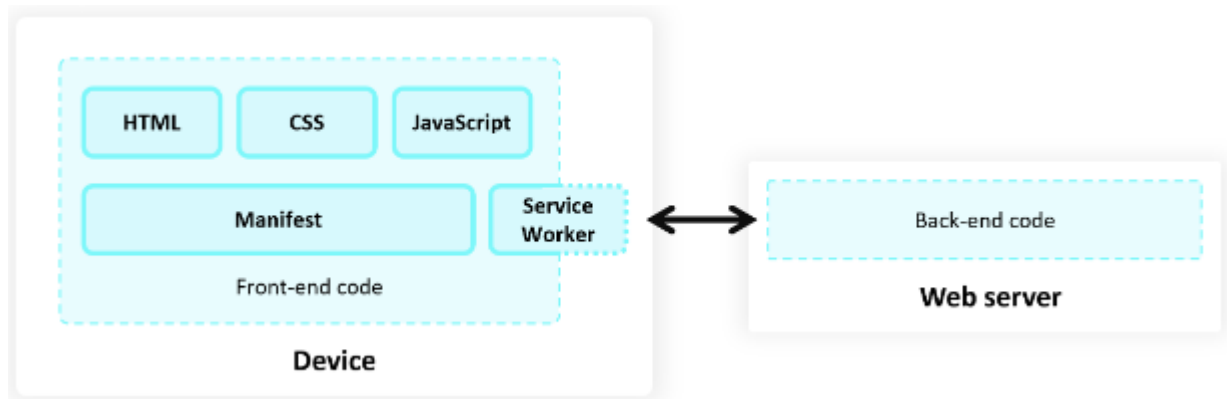 HTML
CSS
JavaScript
Manifest
Service
Worker
Front-end code
Device
Back-end code
Web server